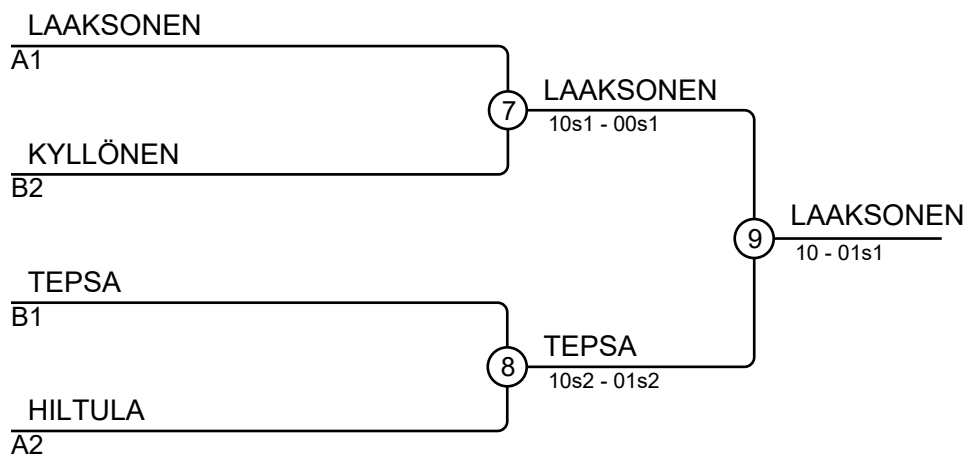 LAAKSONEN
A1
7
LAAKSONEN
10s1 - 00s1
KYLLÖNEN
B2
9
LAAKSONEN
10 - 01s1
TEPSA
B1
8
TEPSA
10s2 - 01s2
HILTULA
A2